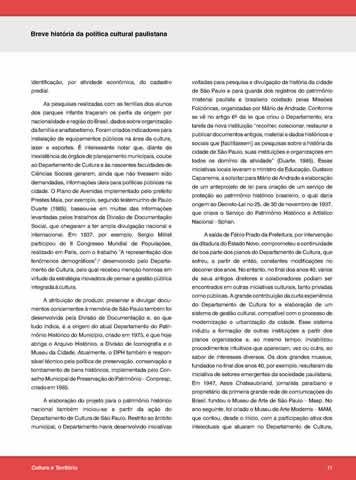 Breve história da política cultural paulistana
identificação, por atividade econômica, do cadastro
predial.
As pesquisas realizadas com as famílias dos alunos
dos parques infantis traçaram os perfis da origem por
nacionalidade e região do Brasil, dados sobre organização
da família e analfabetismo. Foram criados indicadores para
instalação de equipamentos públicos na área da cultura,
lazer e esportes. É interessante notar que, diante da
inexistência de órgãos de planejamento municipais, coube
ao Departamento de Cultura e às nascentes faculdades de
Ciências Sociais gerarem, ainda que não tivessem sido
demandadas, informações úteis para políticas públicas na
cidade. O Plano de Avenidas implementado pelo prefeito
Prestes Maia, por exemplo, segundo testemunho de Paulo
Duarte (1985), baseou-se em muitas das informações
levantadas pelos trabalhos da Divisão de Documentação
Social, que chegaram a ter ampla divulgação nacional e
internacional. Em 1937, por exemplo, Sergio Milliet
participou do II Congresso Mundial de Populações,
realizado em Paris, com o trabalho "A representação dos
fenômenos demográficos", desenvolvido pelo Departa-
mento de Cultura, pelo qual recebeu menção honrosa em
virtude da estratégia inovadora de pensar a gestão pública
integrada à cultura.
A atribuição de produzir, preservar e divulgar docu-
mentos concernentes à memória de São Paulo também foi
desenvolvida pela Divisão de Documentação e, ao que
tudo indica, é a origem do atual Departamento do Patri-
mônio Histórico do Município, criado em 1975, e que hoje
abriga o Arquivo Histórico, a Divisão de Iconografia e o
Museu da Cidade. Atualmente, o DPH também é respon-
sável técnico pela política de preservação, conservação e
tombamento de bens históricos, implementada pelo Con-
selho Municipal de Preservação do Patrimônio - Conpresp,
criado em 1985.
A elaboração do projeto para o patrimônio histórico
nacional também iniciou-se a partir da ação do
Departamento de Cultura de São Paulo. Restrito ao âmbito
municipal, o Departamento havia desenvolvido iniciativas
voltadas para pesquisa e divulgação da história da cidade
de São Paulo e para guarda dos registros do patrimônio
imaterial paulista e brasileiro coletado pelas Missões
Folclóricas, organizadas por Mário de Andrade. Conforme
se vê no artigo 6º da lei que criou o Departamento, era
tarefa da nova instituição "recolher, colecionar, restaurar e
publicar documentos antigos, material e dados históricos e
sociais que [facilitassem] as pesquisas sobre a história da
cidade de São Paulo, suas instituições e organizações em
todos os domínio da atividade" (Duarte, 1985). Essas
iniciativas locais levaram o ministro da Educação, Gustavo
Capanema, a solicitar para Mário de Andrade a elaboração
de um anteprojeto de lei para criação de um serviço de
proteção ao patrimônio histórico brasileiro, o qual daria
origem ao Decreto-Lei no 25, de 30 de novembro de 1937,
que criava o Serviço do Patrimônio Histórico e Artístico
Nacional - Sphan.
A saída de Fábio Prado da Prefeitura, por intervenção
da ditadura do Estado Novo, comprometeu a continuidade
de boa parte dos planos do Departamento de Cultura, que
sofreu, a partir de então, constantes modificações no
decorrer dos anos. No entanto, no final dos anos 40, vários
de seus antigos diretores e colaboradores podiam ser
encontrados em outras iniciativas culturais, tanto privadas
como públicas. A grande contribuição da curta experiência
do Departamento de Cultura foi a elaboração de um
sistema de gestão cultural, compatível com o processo de
modernização e urbanização da cidade. Esse sistema
induziu a formação de outras instituições a partir dos
planos organizados e, ao mesmo tempo, inviabilizou
procedimentos intuitivos que apareciam, vez ou outra, ao
sabor de interesses diversos. Os dois grandes museus,
fundados no final dos anos 40, por exemplo, resultaram da
iniciativa de setores emergentes da sociedade paulistana.
Em 1947, Assis Chateaubriand, jornalista paraibano e
proprietário da primeira grande rede de comunicações do
Brasil, fundou o Museu de Arte de São Paulo - Masp. No
ano seguinte, foi criado o Museu de Arte Moderna - MAM,
que contou, desde o início, com a participação ativa dos
intelectuais que atuaram no Departamento de Cultura,
Cultura e Território
11